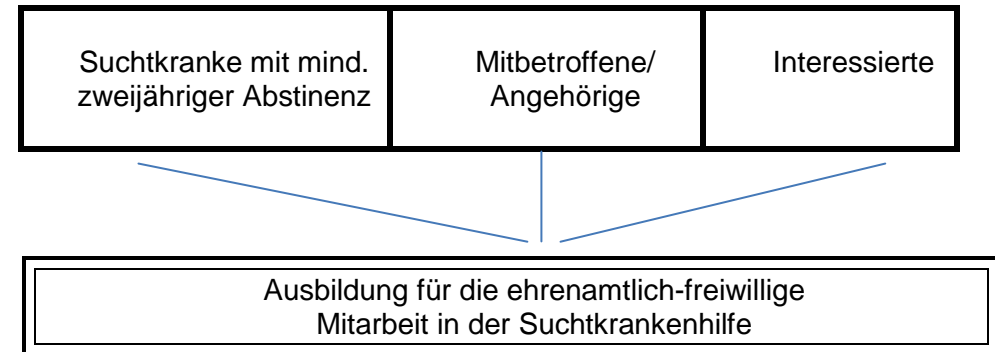 Suchtkranke mit mind.
zweijähriger Abstinenz
Mitbetroffene/
Angehörige
Interessierte
Ausbildung für die ehrenamtlich-freiwillige
Mitarbeit in der Suchtkrankenhilfe